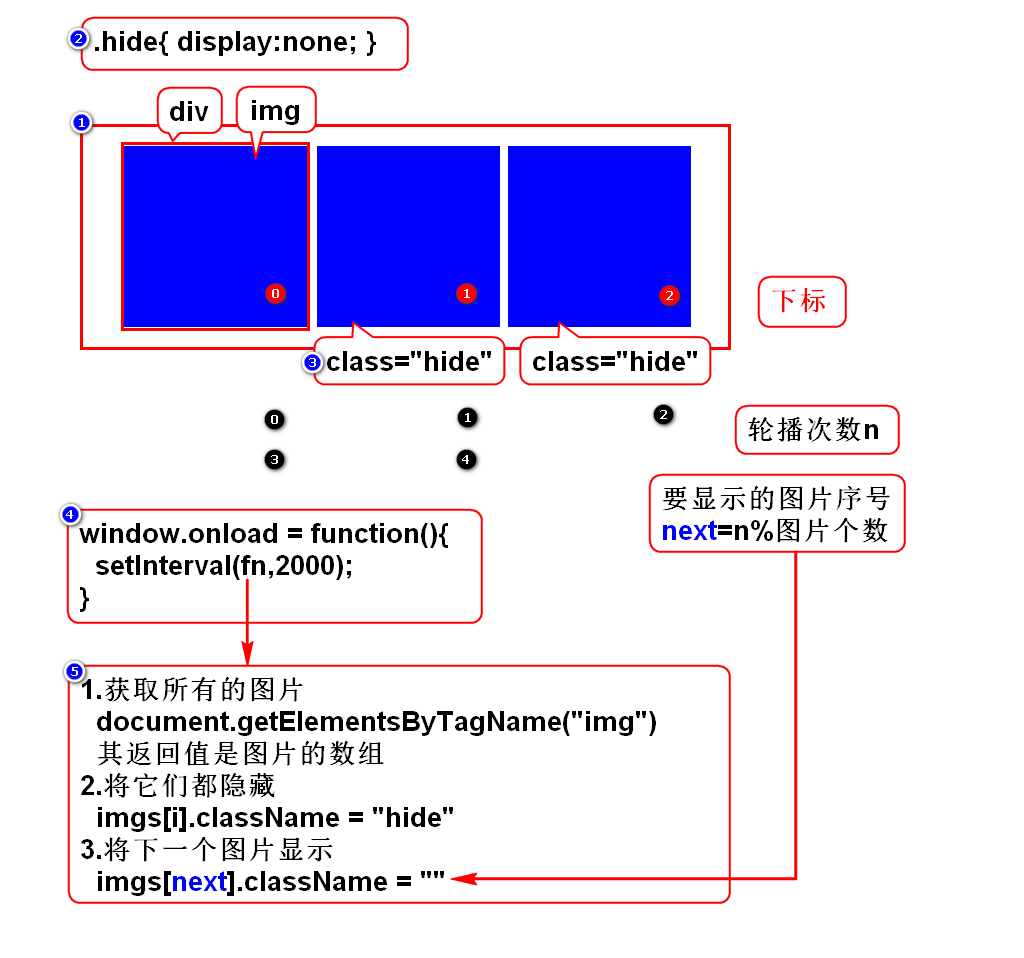 2 .hide{ display:none; }
div img
1
0 1 2
下标
3 class="hide" class="hide"
0 1 2
轮播次数n
3 4
要显示的图片序号
next=n%图片个数
4
window.onload = function(){
setInterval(fn,2000);
}
5
1.获取所有的图片
document.getElementsByTagName("img")
其返回值是图片的数组
2.将它们都隐藏
imgs[i].className = "hide"
3.将下一个图片显示
imgs[next].className = ""